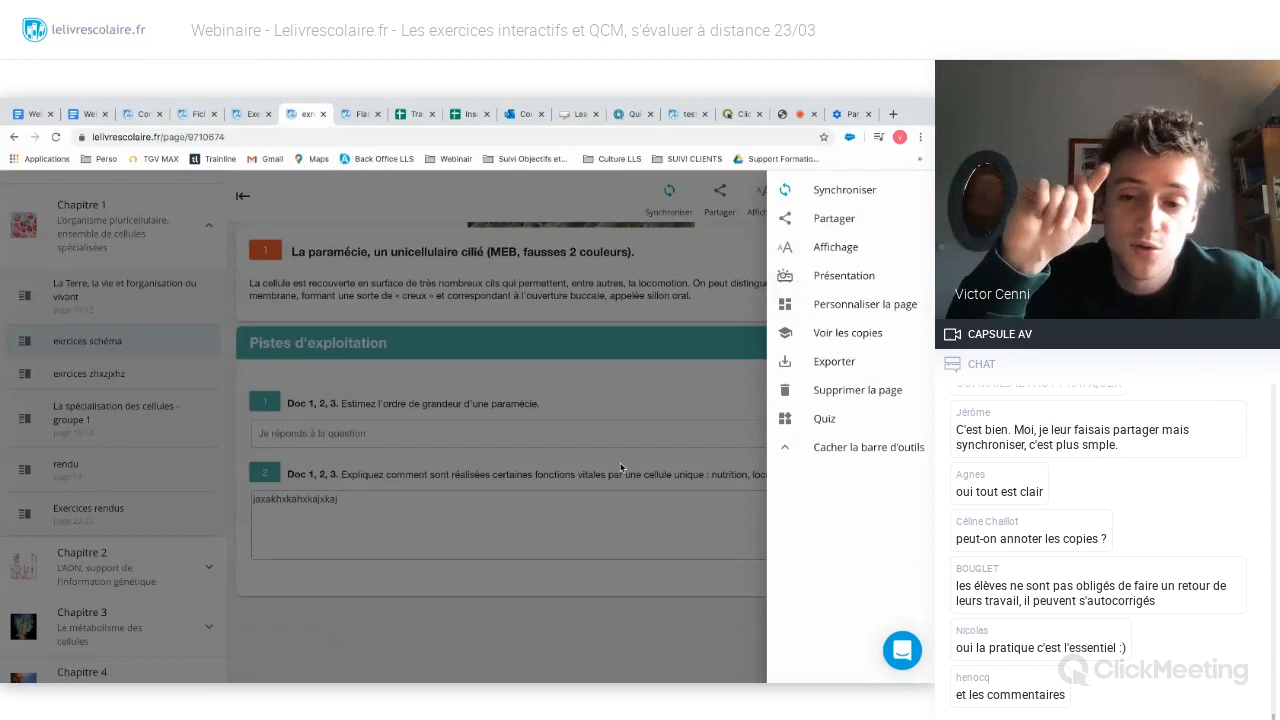 lelivrescolaire.fr
Webinaire - Lelivrescolaire.fr - Les exercices interactifs et QCM, s'évaluer à distance 23/03
lelivrescolaire.fr/page/9710674
Applications Perso TGV MAX Trainline Gmail Maps Back Office LLS Webinair Suivi Objectifs et... Culture LLS SUIVI CLIENTS Support Formatio... »
Chapitre 1
L'organisme pluricellulaire,
ensemble de cellules
spécialisées
La Terre, la vie et l'organisation du
vivant
page 10-12
exrcices schéma
exrcices zhxzjxhz
La spécialisation des cellules -
groupe 1
page 16-18
rendu
Exercices rendus
page 22-23
Chapitre 2
L'ADN, support de
l'information génétique
Chapitre 3
Le métabolisme des
cellules
Chapitre 4
Synchroniser Partager
1 La paramécie, un unicellulaire cilié (MEB, fausses 2 couleurs).
La cellule est recouverte en surface de très nombreux cils qui permettent, entre autres, la locomotion. On peut
membrane, formant une sorte de « creux » et correspondant à l'ouverture buccale, appelée sillon oral.
Pistes d'exploitation
1 Doc 1, 2, 3. Estimez l'ordre de grandeur d'une paramécie.
Je réponds à la question
2 Doc 1, 2, 3. Expliquez comment sont réalisées certaines fonctions vitales par une cellule unique : nutrition,
jaxakhxkahxkajxkaj
Synchroniser
Partager
Affichage
Présentation
Personnaliser la page
Voir les copies
Exporter
Supprimer la page
Quiz
Cacher la barre d'outils
Victor Cenni
CAPSULE AV
CHAT
Jérôme
C'est bien. Moi, je leur faisais partager mais
synchroniser, c'est plus smple.
Agnes
oui tout est clair
Céline Chaillot
peut-on annoter les copies ?
BOUGLET
les élèves ne sont pas obligés de faire un retour de
leurs travail, il peuvent s'autocorrigés
Nicolas
oui la pratique c'est l'essentiel :)
henocq
et les commentaires
ClickMeeting